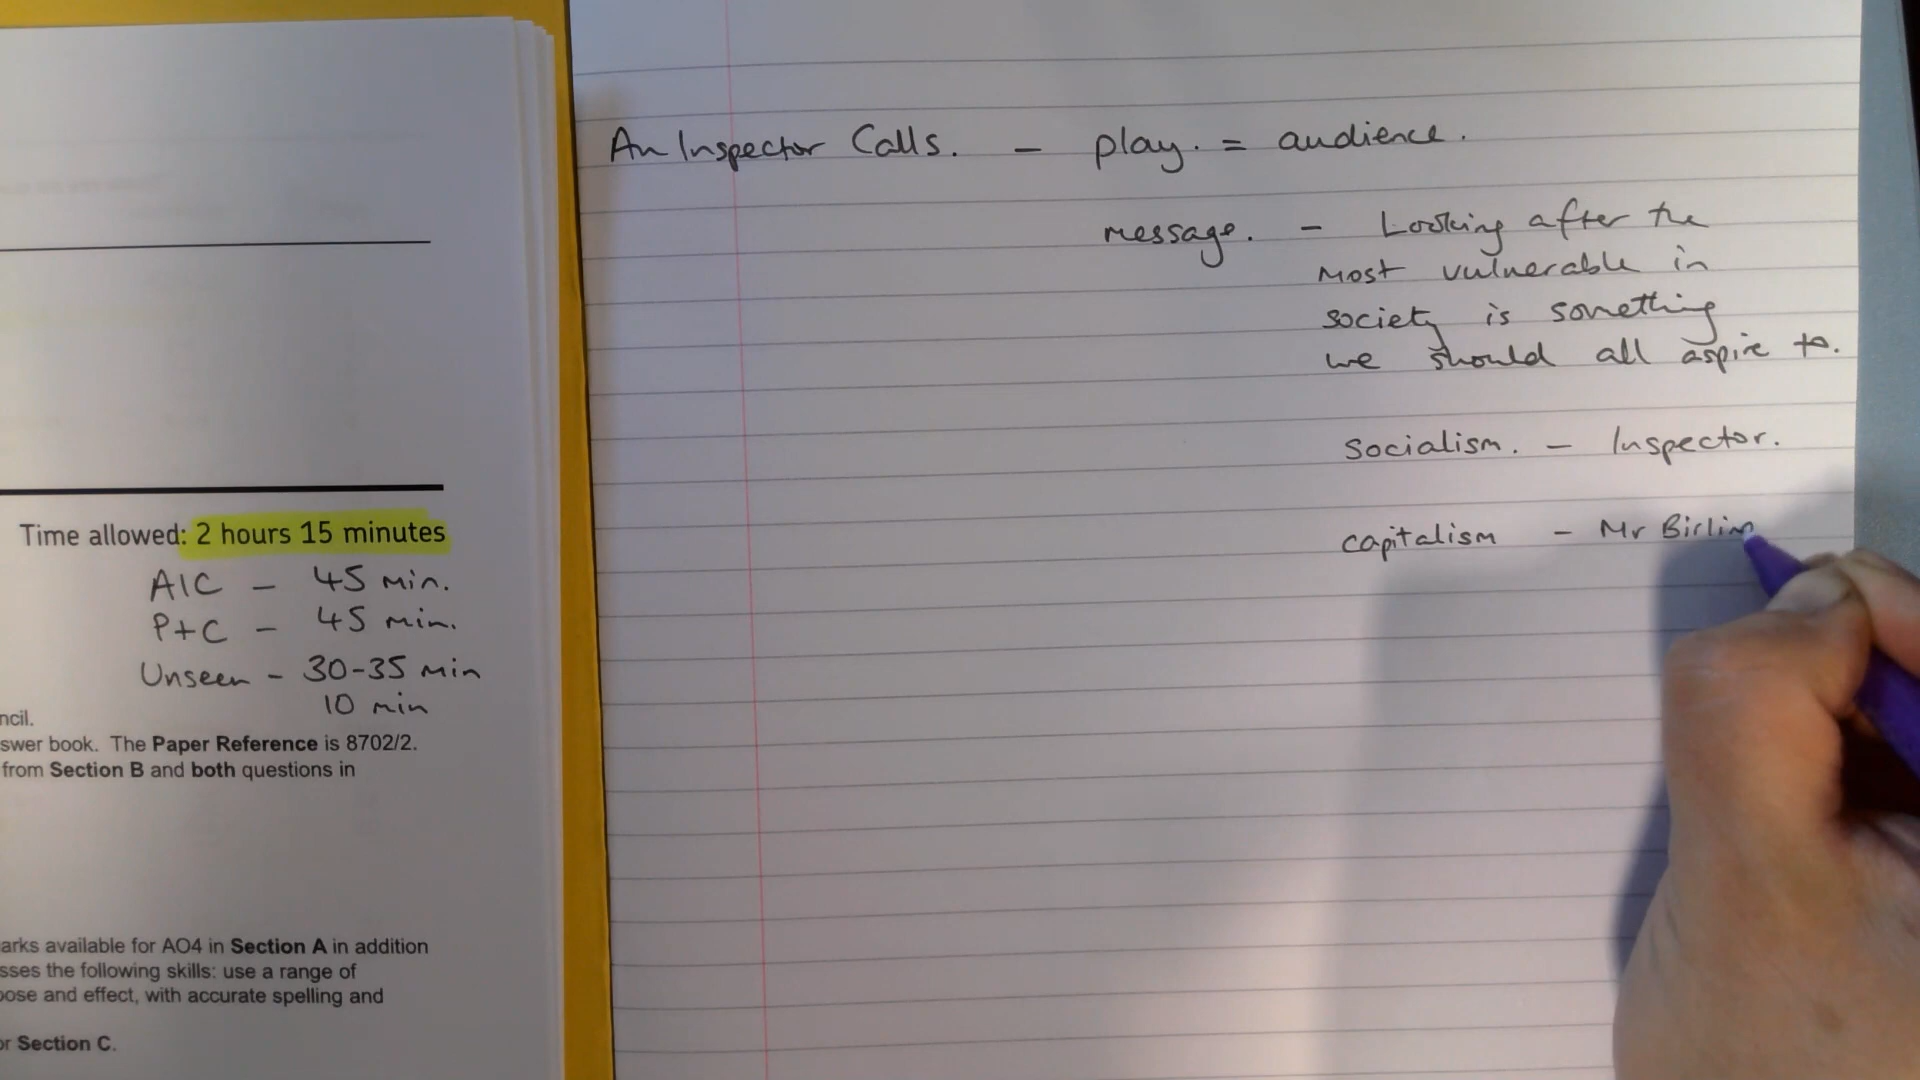 Time allowed: 2 hours 15 minutes
AIC - 45 min.
P+C - 45 min.
Unseen - 30-35 min
10 min
ncil.
swer book. The Paper Reference is 8702/2.
from Section B and both questions in
arks available for AO4 in Section A in addition
sses the following skills: use a range of
pose and effect, with accurate spelling and
or Section C.
An Inspector Calls. - play. = audience.
message. - Looking after the
most vulnerable in
society is something
we should all aspire to.
Socialism. - Inspector.
Capitalism - Mr Birlin